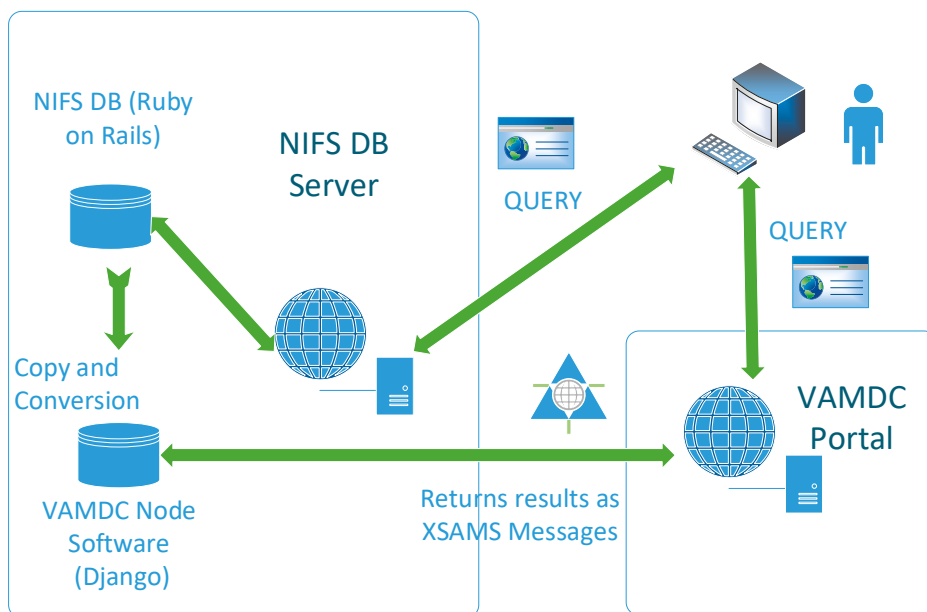 NIFS DB (Ruby
on Rails)
NIFS DB
Server
QUERY
QUERY
Copy and
Conversion
VAMDC
Portal
VAMDC Node
Software
(Django)
Returns results as
XSAMS Messages